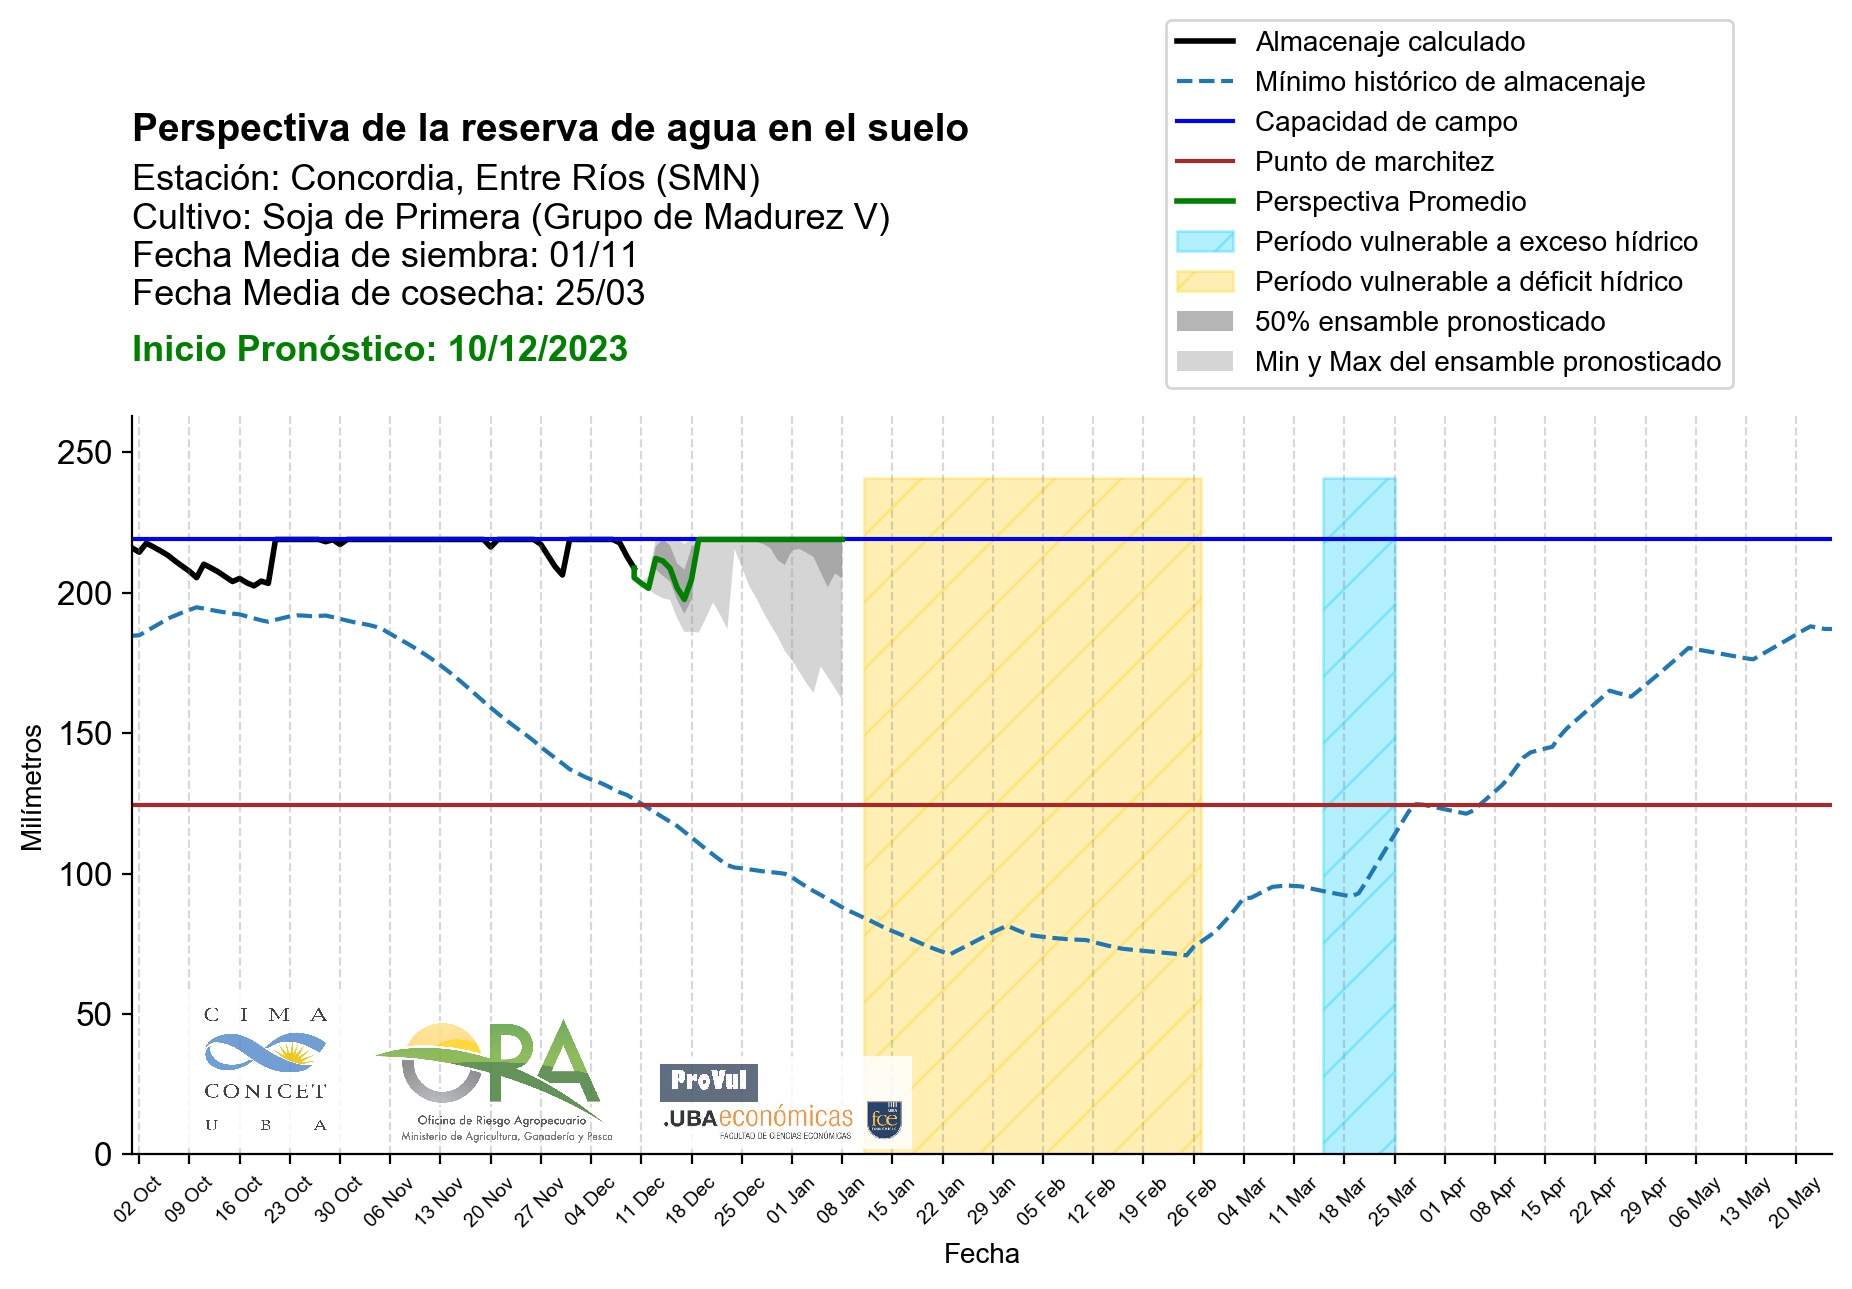 Almacenaje calculado
Mínimo histórico de almacenaje
Capacidad de campo
Punto de marchitez
Perspectiva Promedio
Período vulnerable a exceso hídrico
Período vulnerable a déficit hídrico
50% ensamble pronosticado
Min y Max del ensamble pronosticado
Perspectiva de la reserva de agua en el suelo
Estación: Concordia, Entre Ríos (SMN)
Cultivo: Soja de Primera (Grupo de Madurez V)
Fecha Media de siembra: 01/11
Fecha Media de cosecha: 25/03
Inicio Pronóstico: 10/12/2023
250
200
150
100
50
0
Milímetros
CIMA
CONICET
UBA
OPA
Oficina de Riesgo Agropecuario
Ministerio de Agricultura, Ganadería y Pesca
ProVul
.UBAeconómicas
FACULTAD DE CIENCIAS ECONÓMICAS
fce
02 Oct
09 Oct
16 Oct
23 Oct
30 Oct
06 Nov
13 Nov
20 Nov
27 Nov
04 Dec
11 Dec
18 Dec
25 Dec
01 Jan
08 Jan
15 Jan
22 Jan
29 Jan
05 Feb
12 Feb
19 Feb
26 Feb
04 Mar
11 Mar
18 Mar
25 Mar
01 Apr
08 Apr
15 Apr
22 Apr
29 Apr
06 May
13 May
20 May
Fecha